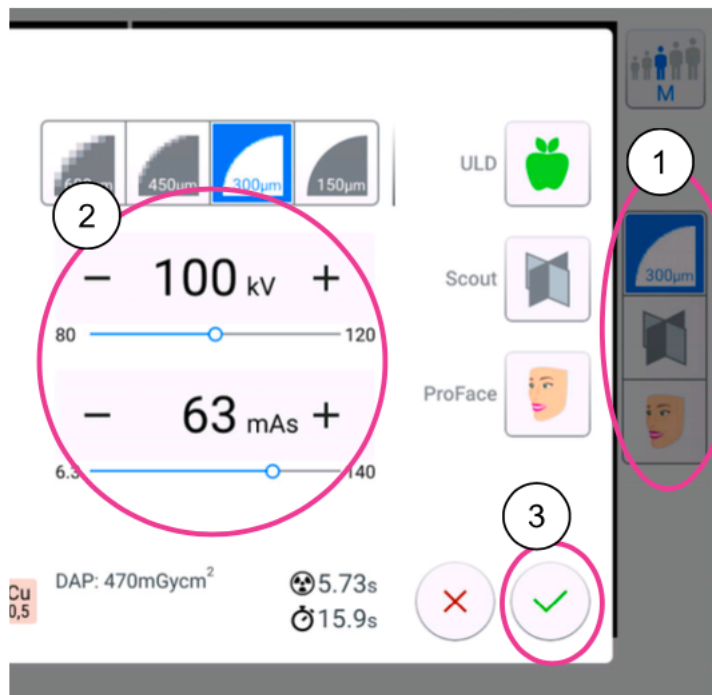 M
1
ULD
600µm 450µm 300µm 150µm
2
300µm
− 100 kV +
Scout
80 120
− 63 mAs +
ProFace
6.3 140
3
Cu
0,5
DAP: 470mGycm²
5.73s
15.9s